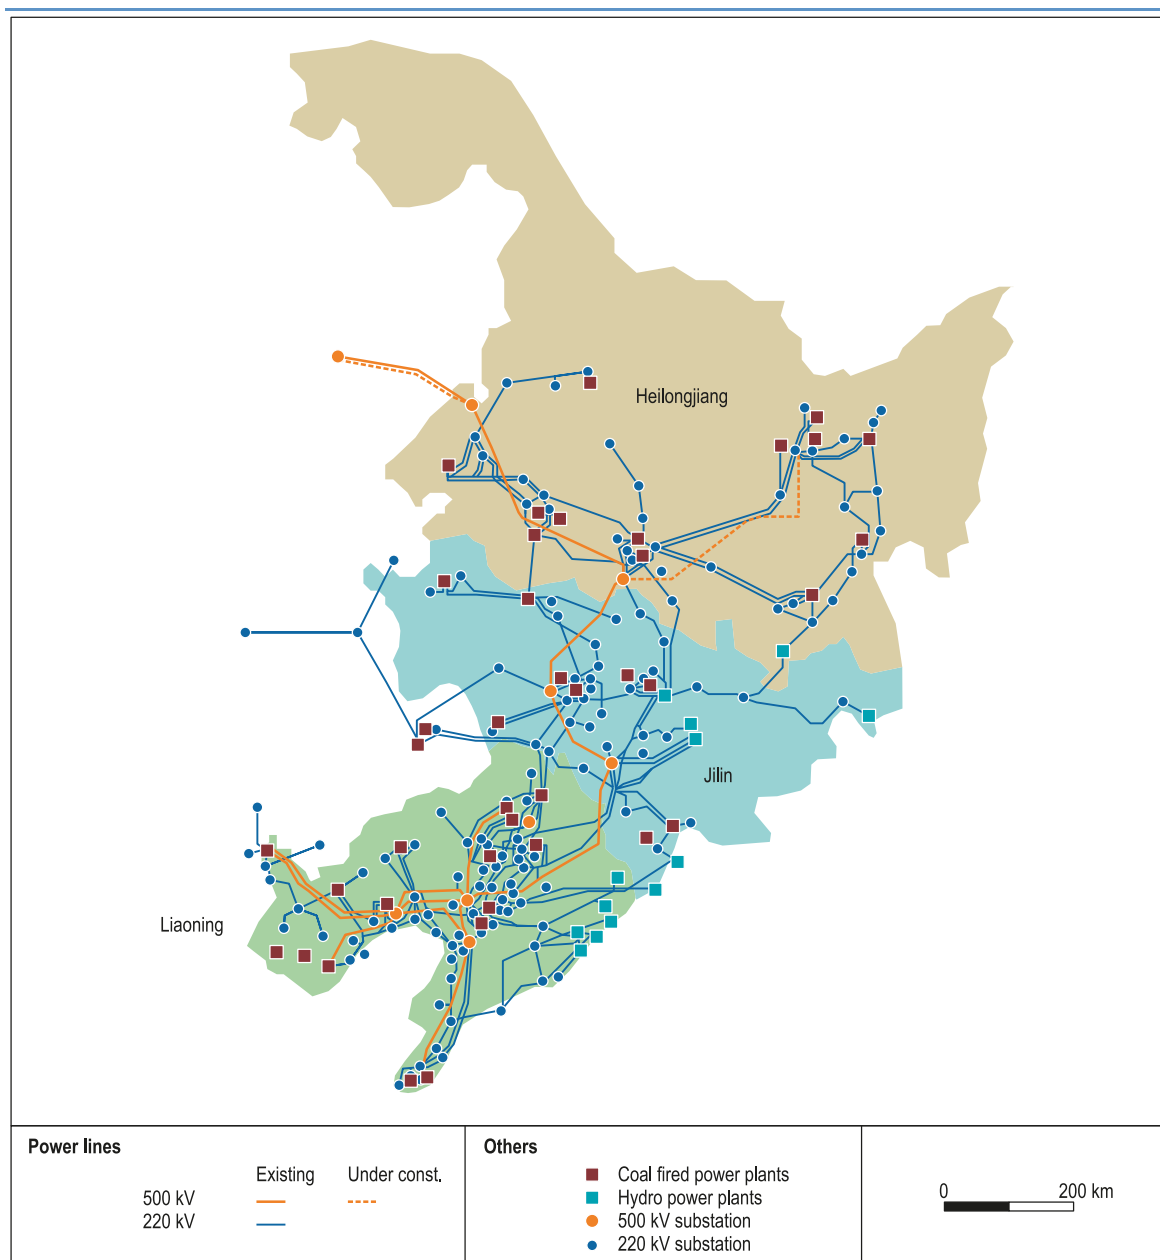 Heilongjiang
Jilin
Liaoning
Power lines
Existing Under const.
500 kV
220 kV
Others
Coal fired power plants
Hydro power plants
500 kV substation
220 kV substation
0 200 km